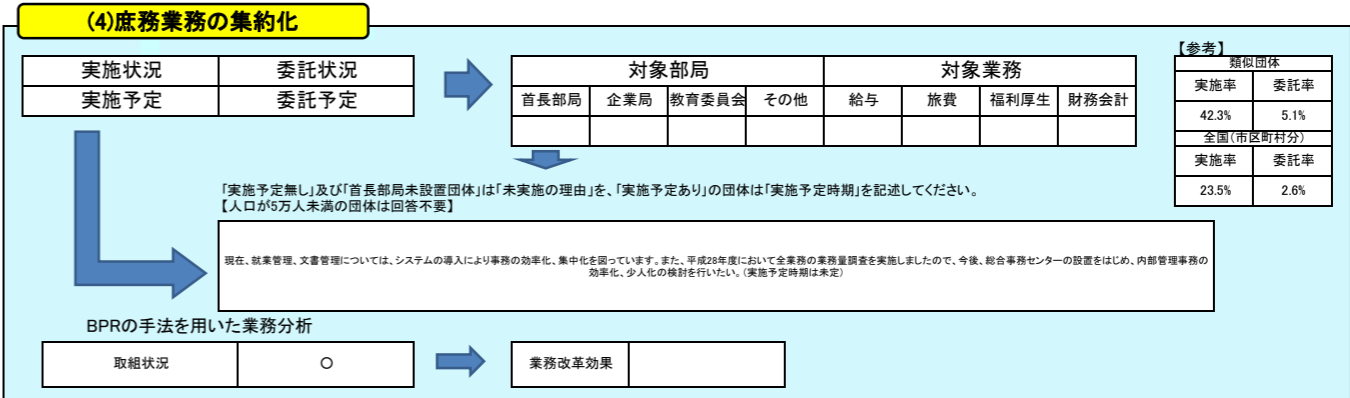 (4)庶務業務の集約化
実施状況 委託状況
実施予定 委託予定
対象部局 対象業務
首長部局 企業局 教育委員会 その他 給与 旅費 福利厚生 財務会計
【参考】
類似団体
実施率 委託率
42.3% 5.1%
全国(市区町村分)
実施率 委託率
23.5% 2.6%
「実施予定無し」及び「首長部局未設置団体」は「未実施の理由」を、「実施予定あり」の団体は「実施予定時期」を記述してください。
【人口が5万人未満の団体は回答不要】
現在、就業管理、文書管理については、システムの導入により事務の効率化、集中化を図っています。また、平成28年度において全業務の業務量調査を実施しましたので、今後、総合事務センターの設置をはじめ、内部管理事務の
効率化、少人化の検討を行いたい。(実施予定時期は未定)
BPRの手法を用いた業務分析
取組状況 ○
業務改革効果